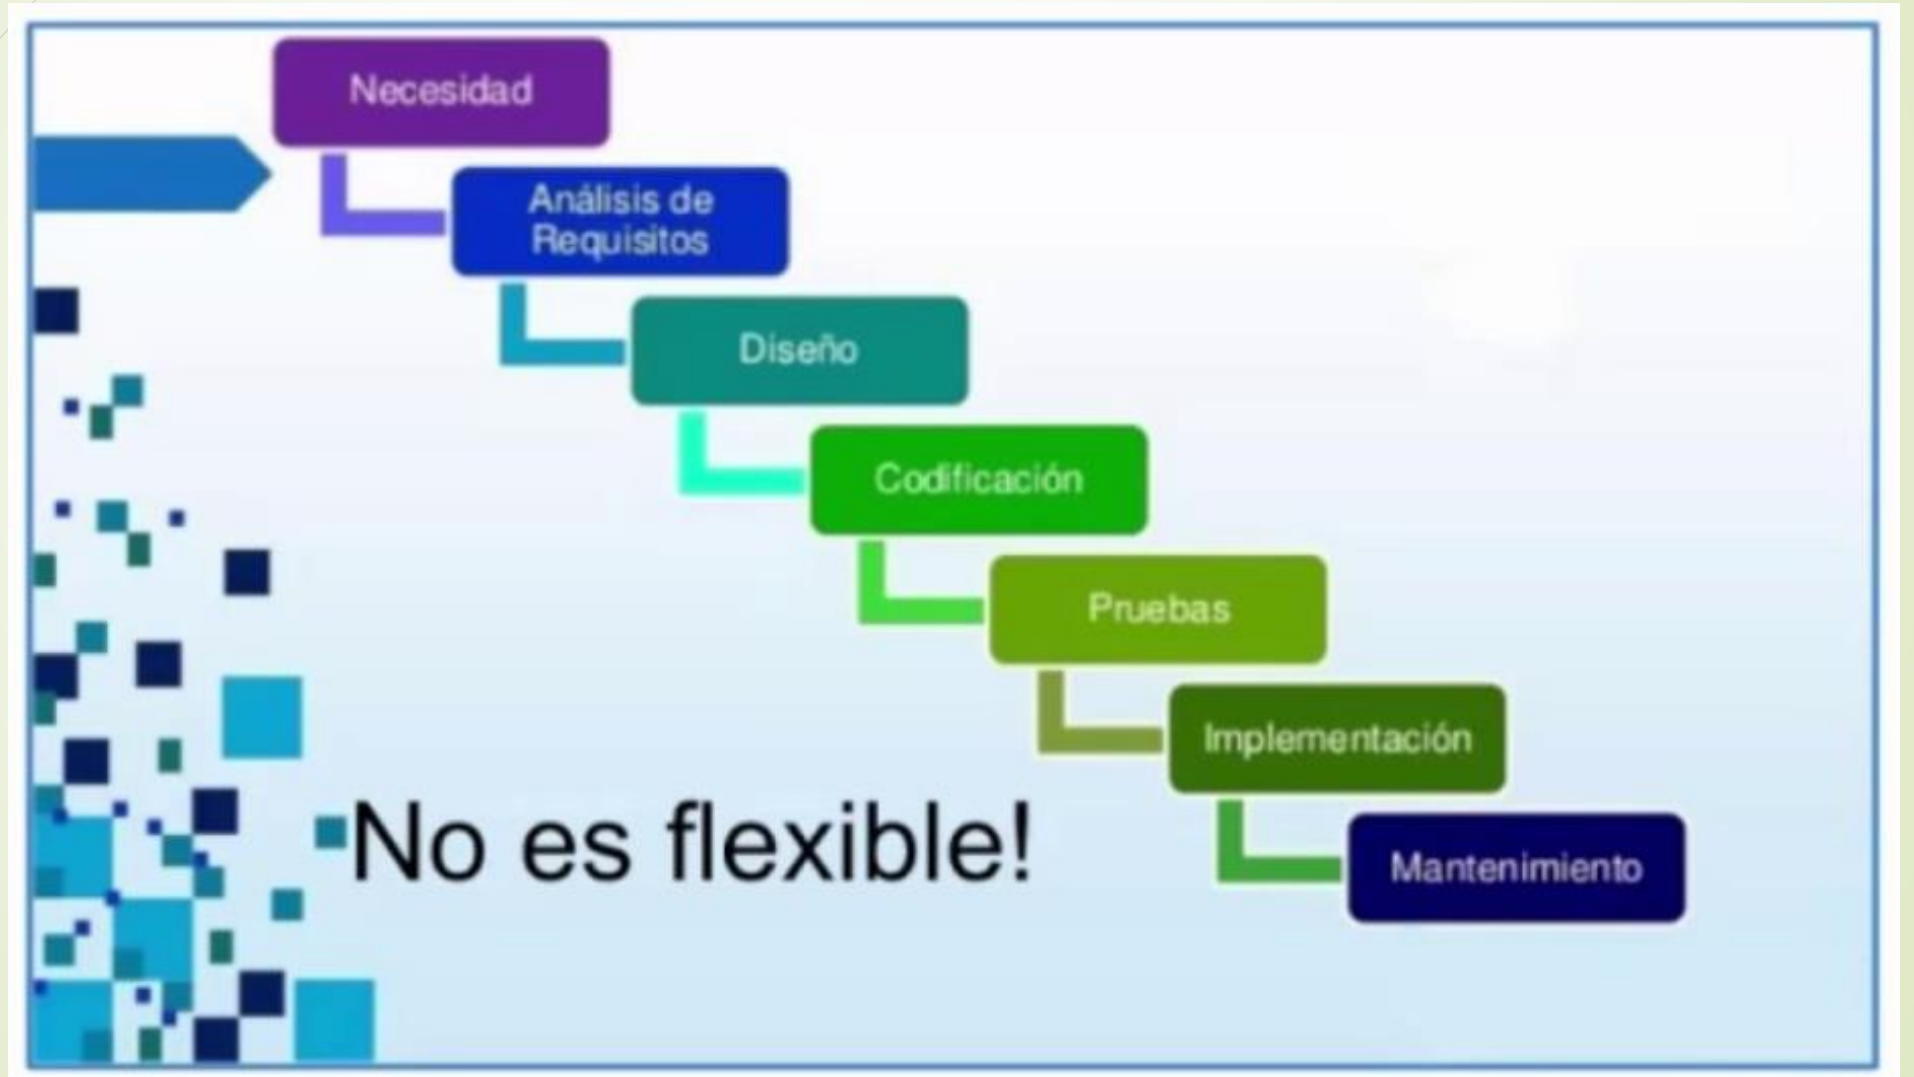 Necesidad
Análisis de
Requisitos
Diseño
Codificación
Pruebas
Implementación
Mantenimiento
No es flexible!